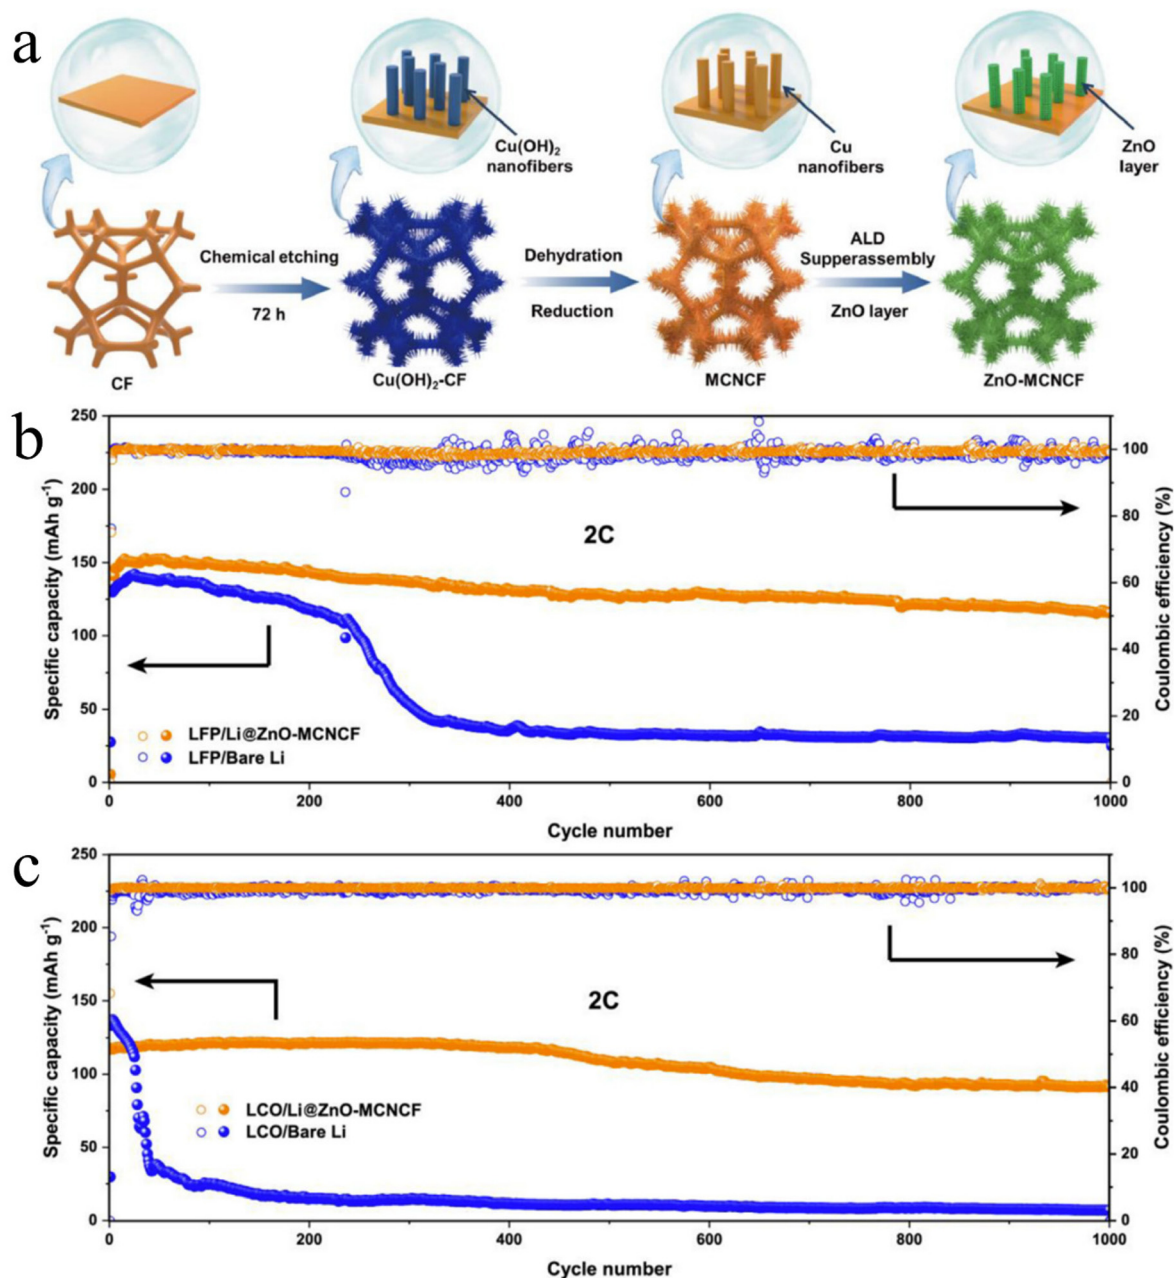 a
Cu(OH)₂
nanofibers
Cu
nanofibers
ZnO
layer
Chemical etching
72 h
Dehydration
Reduction
ALD
Supperassembly
ZnO layer
CF
Cu(OH)₂-CF
MCNCF
ZnO-MCNCF
b
Specific capacity (mAh g⁻¹)
250
200
150
100
50
0
2C
LFP/Li@ZnO-MCNCF
LFP/Bare Li
100
80
60
40
20
0
Coulombic efficiency (%)
0 200 400 600 800 1000
Cycle number
c
Specific capacity (mAh g⁻¹)
250
200
150
100
50
0
2C
LCO/Li@ZnO-MCNCF
LCO/Bare Li
100
80
60
40
20
0
Coulombic efficiency (%)
0 200 400 600 800 1000
Cycle number